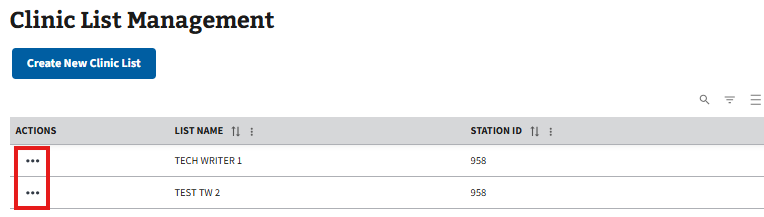 Clinic List Management
Create New Clinic List
ACTIONS LIST NAME STATION ID
••• TECH WRITER 1 958
••• TEST TW 2 958